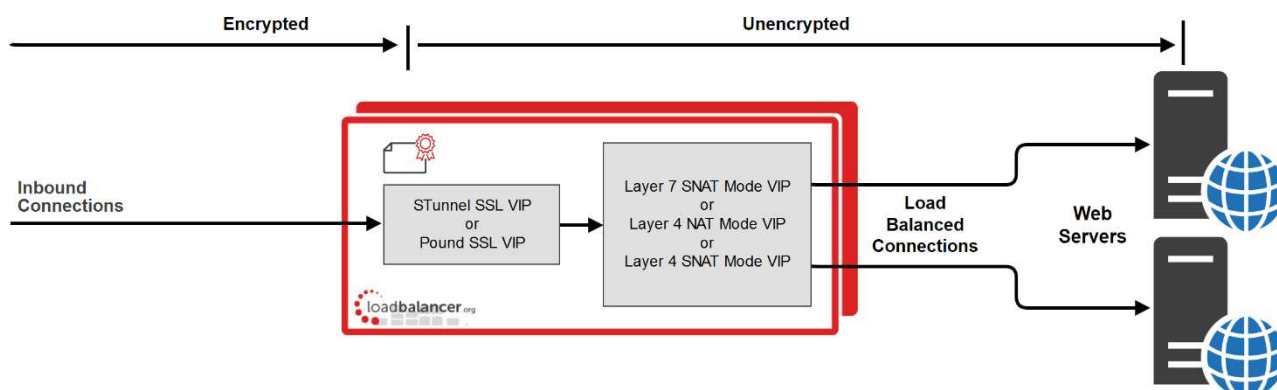 Encrypted
Unencrypted
Inbound
Connections
STunnel SSL VIP
or
Pound SSL VIP
Layer 7 SNAT Mode VIP
or
Layer 4 NAT Mode VIP
or
Layer 4 SNAT Mode VIP
Load
Balanced
Connections
Web
Servers
loadbalancer.org